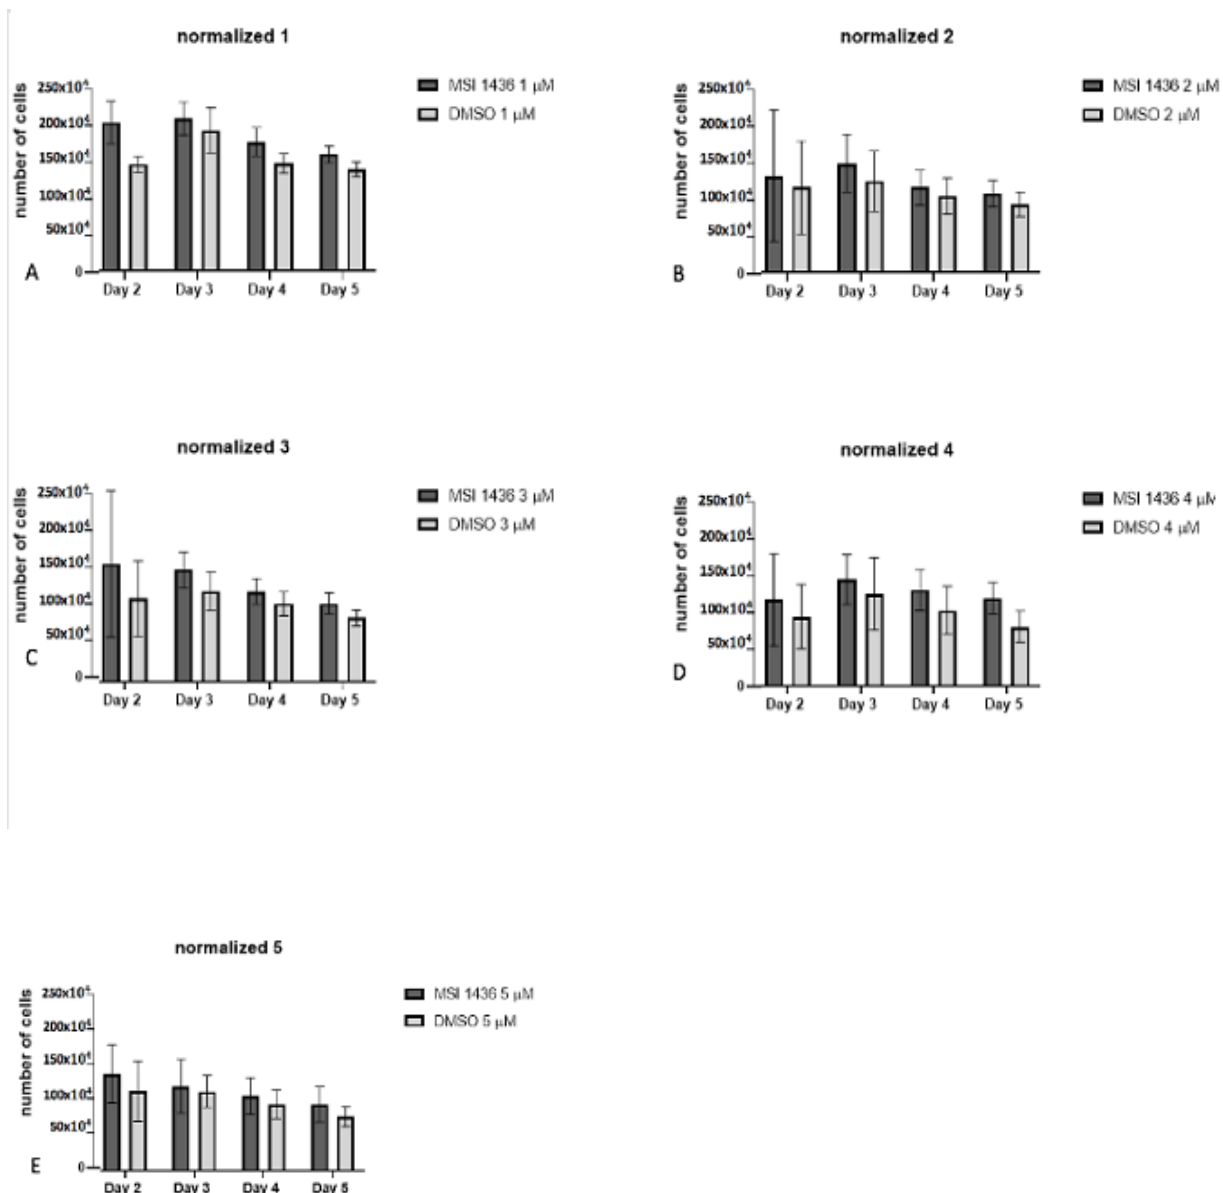 normalized 1
250x10⁴
200x10⁴
150x10⁴
100x10⁴
50x10⁴
0
number of cells
Day 2 Day 3 Day 4 Day 5
MSI 1436 1 µM
DMSO 1 µM
A
normalized 2
250x10⁴
200x10⁴
150x10⁴
100x10⁴
50x10⁴
0
number of cells
Day 2 Day 3 Day 4 Day 5
MSI 1436 2 µM
DMSO 2 µM
B
normalized 3
250x10⁴
200x10⁴
150x10⁴
100x10⁴
50x10⁴
0
number of cells
Day 2 Day 3 Day 4 Day 5
MSI 1436 3 µM
DMSO 3 µM
C
normalized 4
250x10⁴
200x10⁴
150x10⁴
100x10⁴
50x10⁴
0
number of cells
Day 2 Day 3 Day 4 Day 5
MSI 1436 4 µM
DMSO 4 µM
D
normalized 5
250x10⁴
200x10⁴
150x10⁴
100x10⁴
50x10⁴
0
number of cells
Day 2 Day 3 Day 4 Day 5
MSI 1436 5 µM
DMSO 5 µM
E